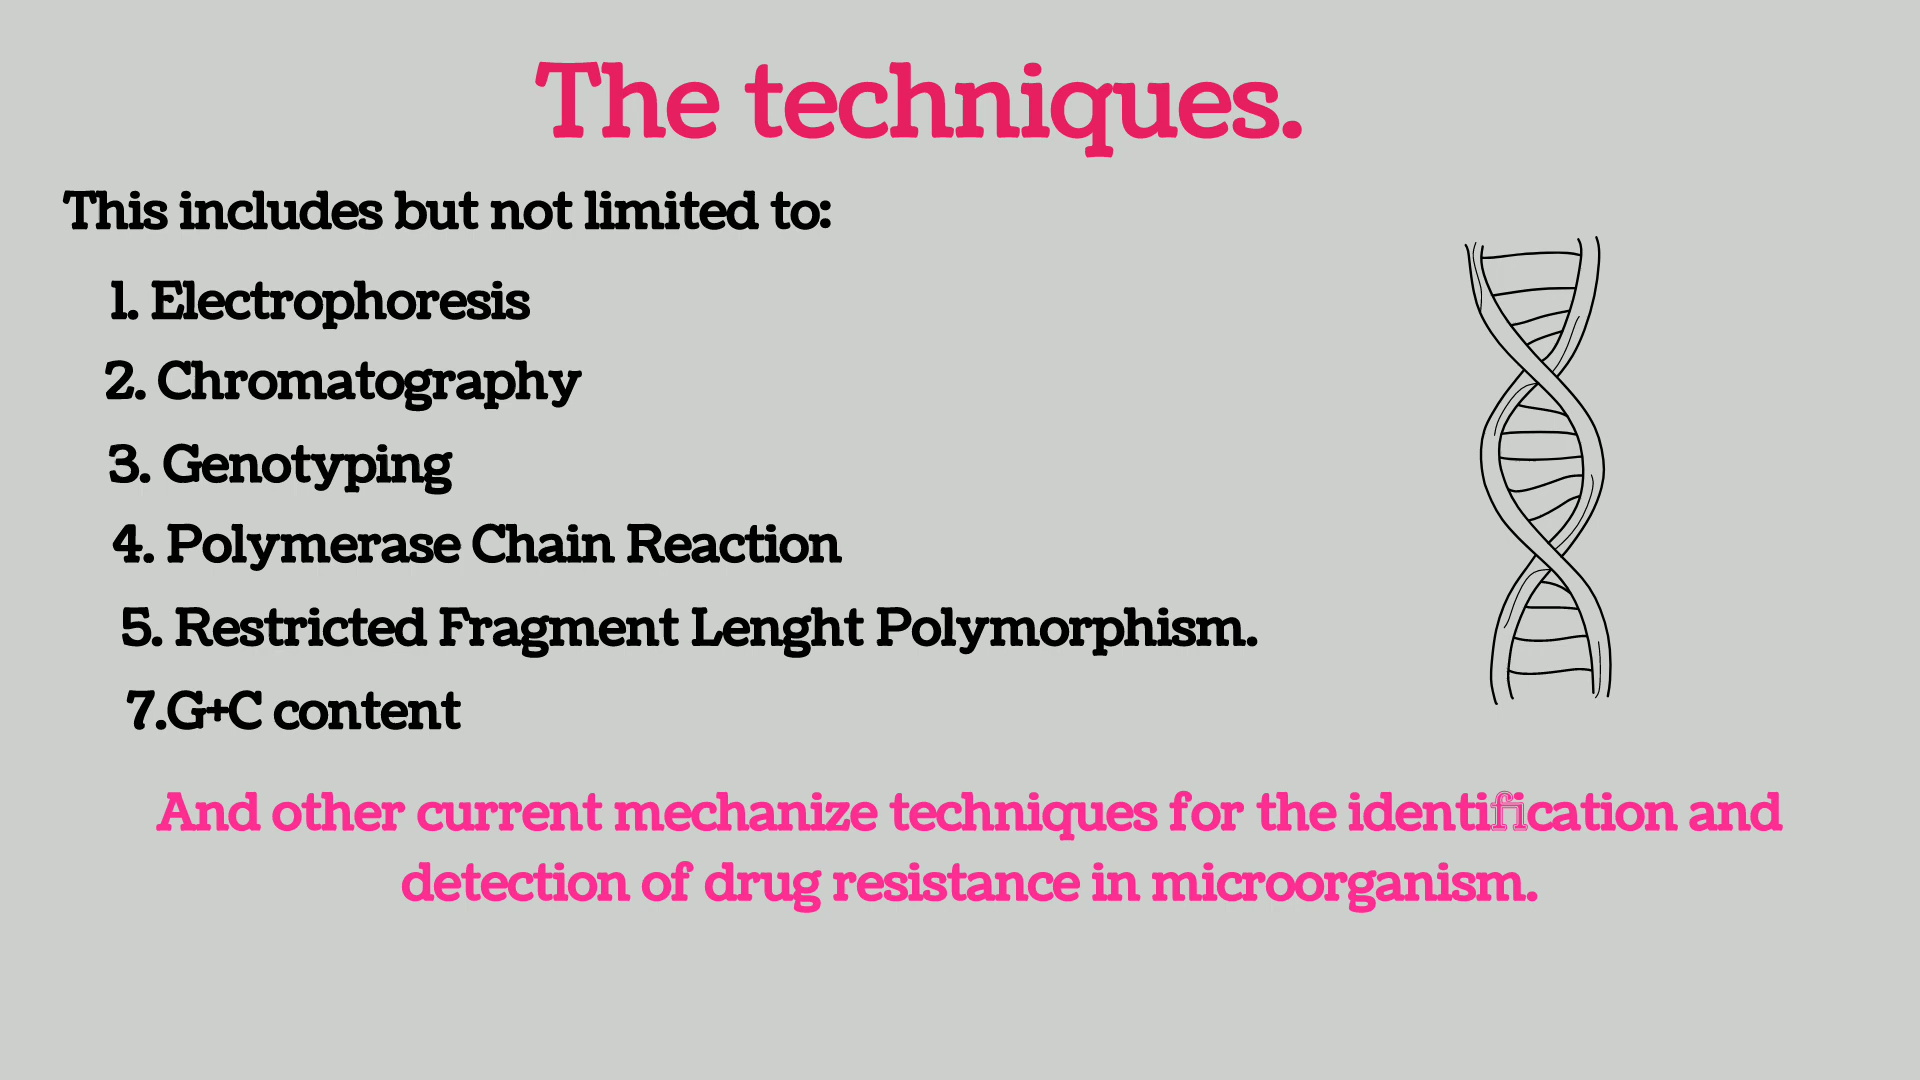 The techniques.
This includes but not limited to:
1. Electrophoresis
2. Chromatography
3. Genotyping
4. Polymerase Chain Reaction
5. Restricted Fragment Lenght Polymorphism.
7.G+C content
And other current mechanize techniques for the identification and
detection of drug resistance in microorganism.